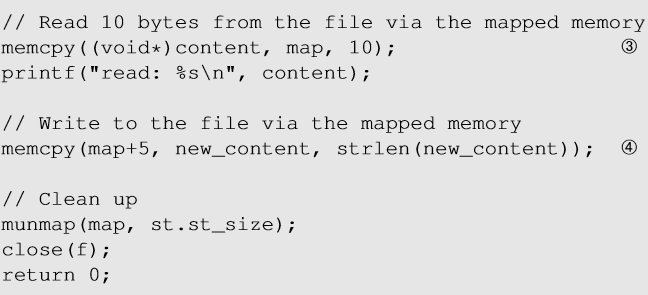 // Read 10 bytes from the file via the mapped memory
memcpy((void*)content, map, 10); ③
printf("read: %s\n", content);
// Write to the file via the mapped memory
memcpy(map+5, new_content, strlen(new_content)); ④
// Clean up
munmap(map, st.st_size);
close(f);
return 0;